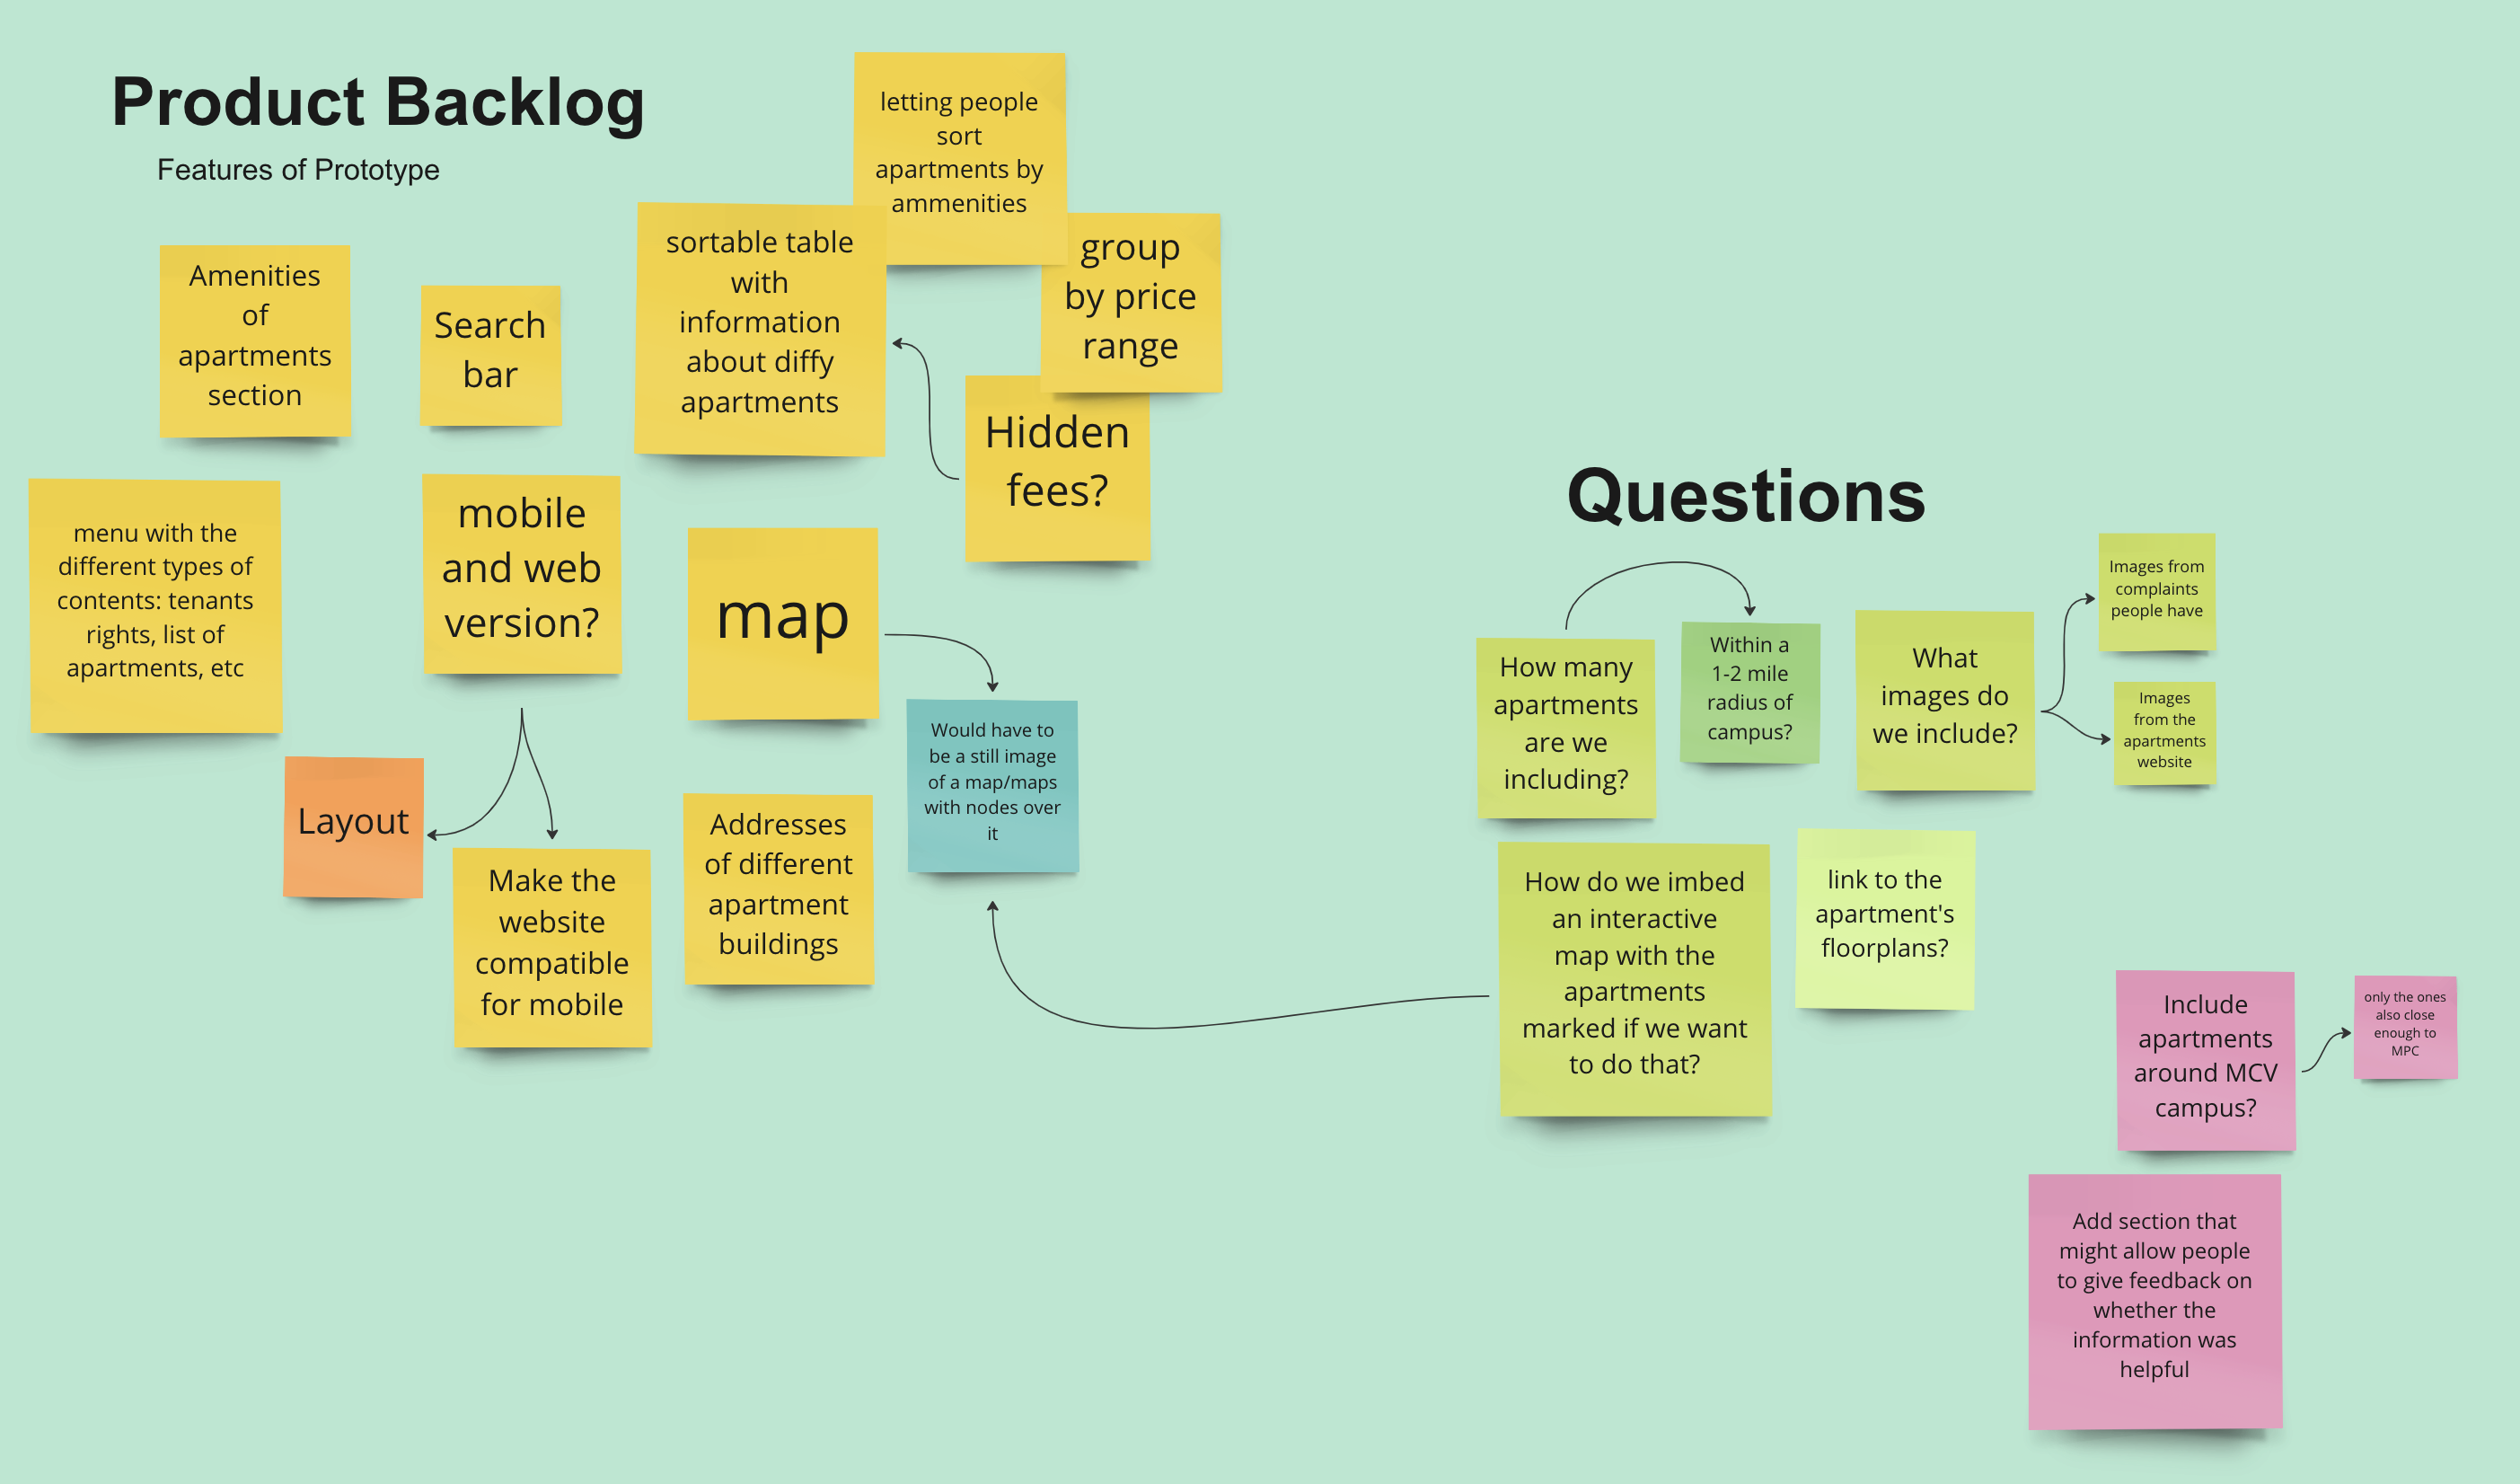 Product Backlog
Features of Prototype
letting people
sort
apartments by
ammenities
sortable table
with
information
about diffy
apartments
group
by price
range
Amenities
of
apartments
section
Search
bar
Hidden
fees?
menu with the
different types of
contents: tenants
rights, list of
apartments, etc
mobile
and web
version?
map
Would have to
be a still image
of a map/maps
with nodes over
it
Layout
Make the
website
compatible
for mobile
Addresses
of different
apartment
buildings
Questions
How many
apartments
are we
including?
Within a
1-2 mile
radius of
campus?
What
images do
we include?
Images from
complaints
people have
Images
from the
apartments
website
How do we imbed
an interactive
map with the
apartments
marked if we want
to do that?
link to the
apartment's
floorplans?
Include
apartments
around MCV
campus?
only the ones
also close
enough to
MPC
Add section that
might allow people
to give feedback on
whether the
information was
helpful